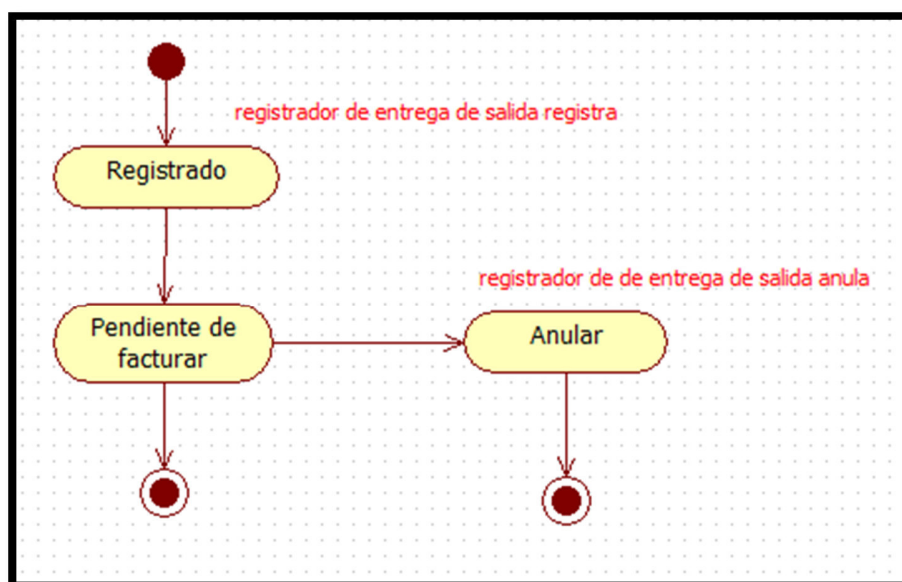 registrador de entrega de salida registra
Registrado
registrador de de entrega de salida anula
Pendiente de
facturar
Anular